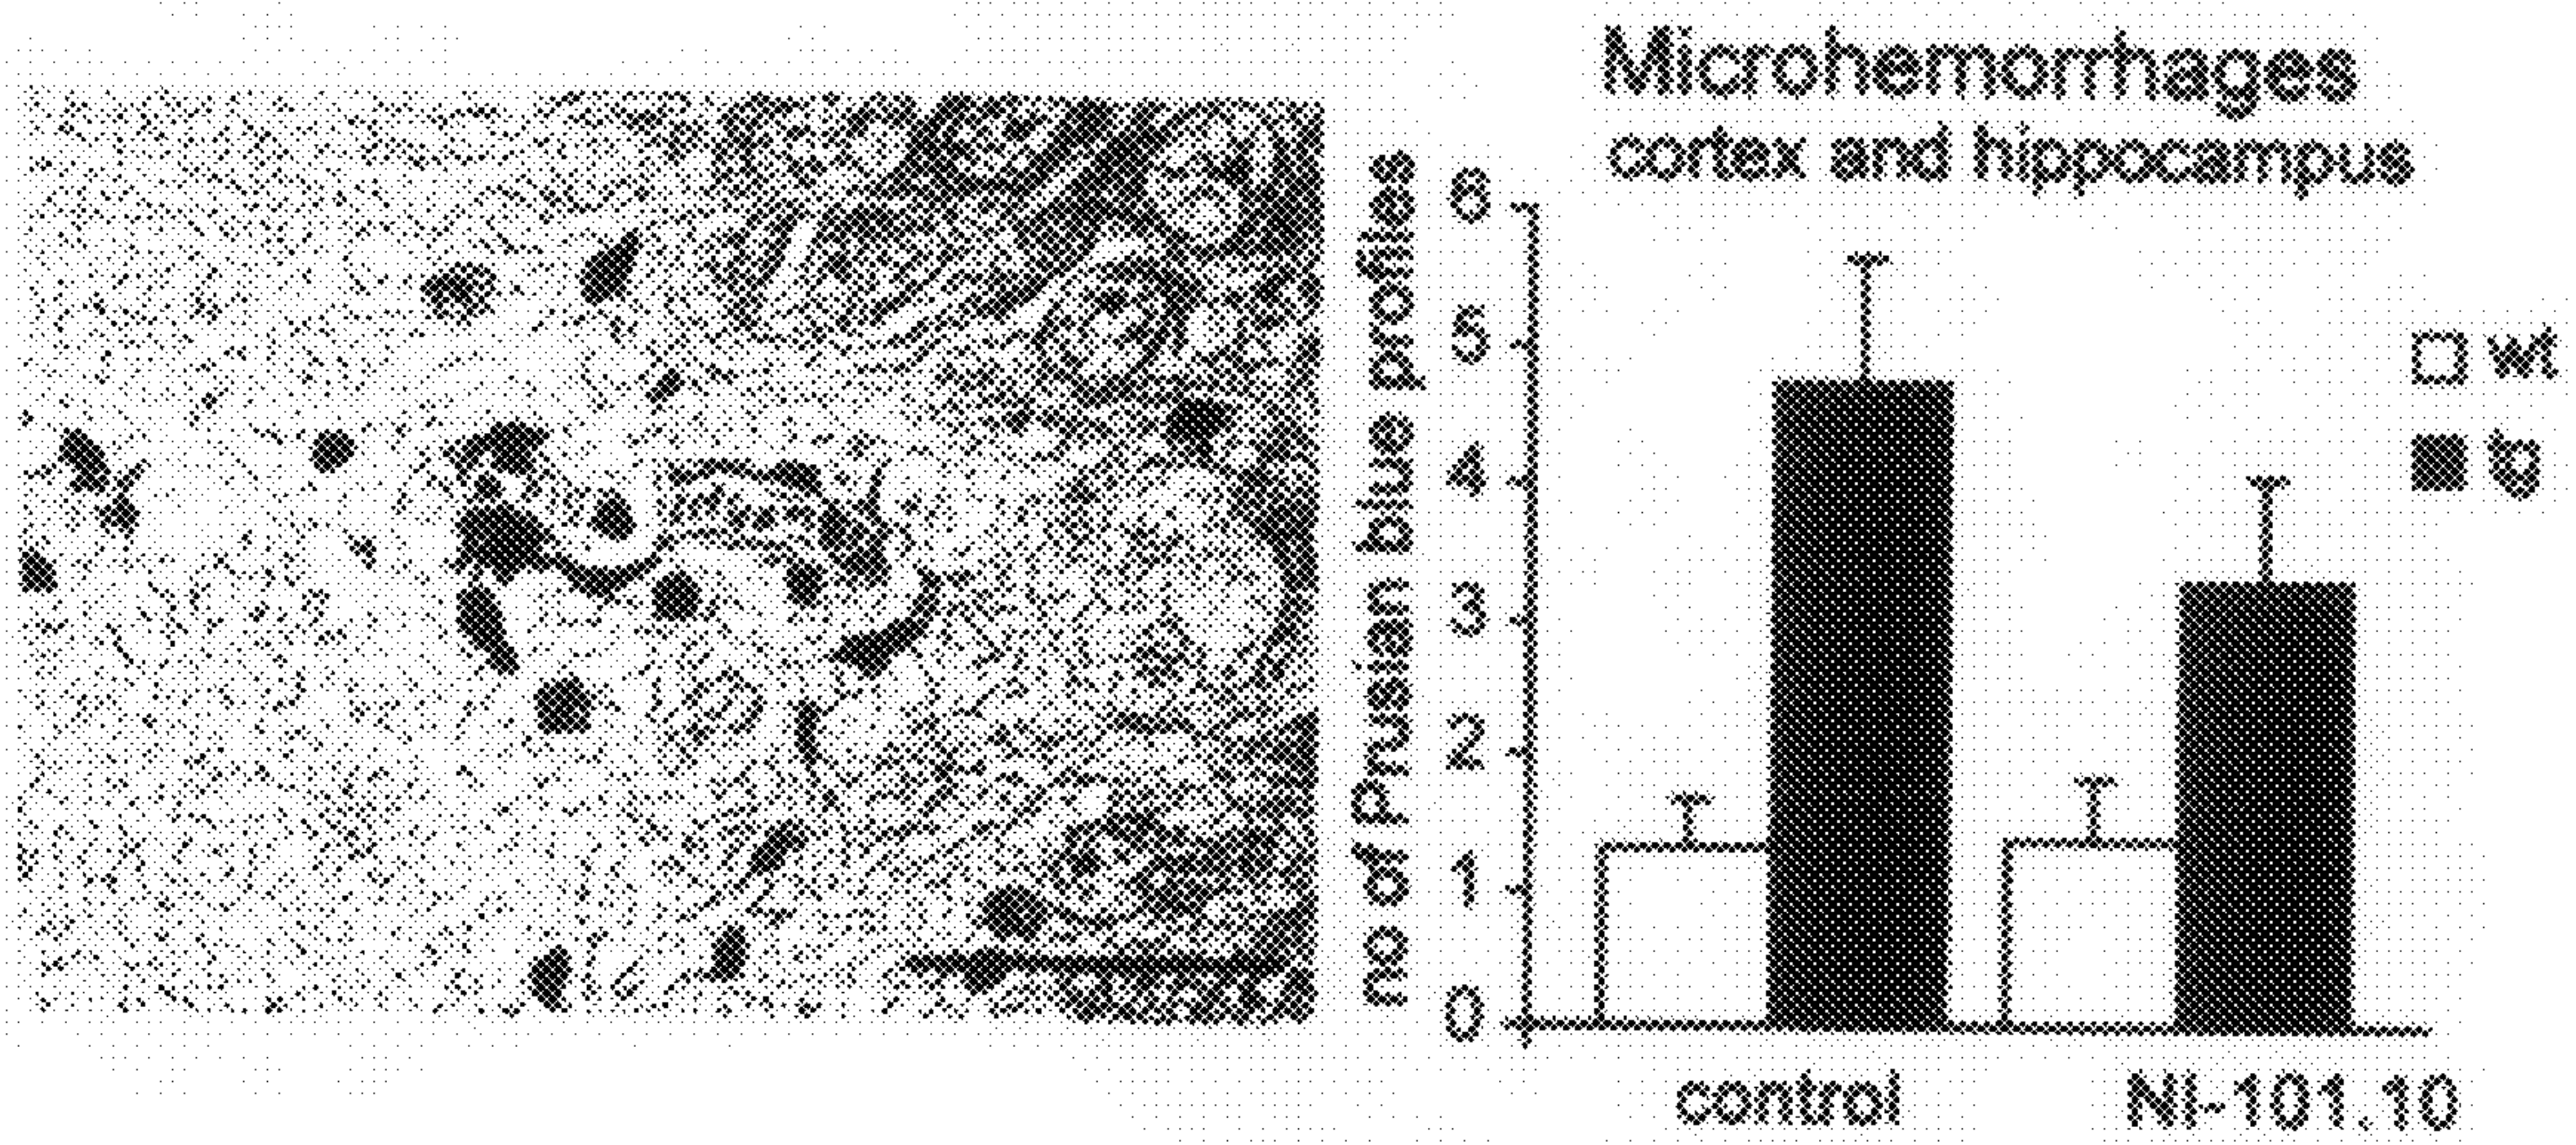 Microhemorrhages
cortex and hippocampus
no of Prussian blue profiles
6
5
4
3
2
1
0
wt
tg
control
NI-101.10